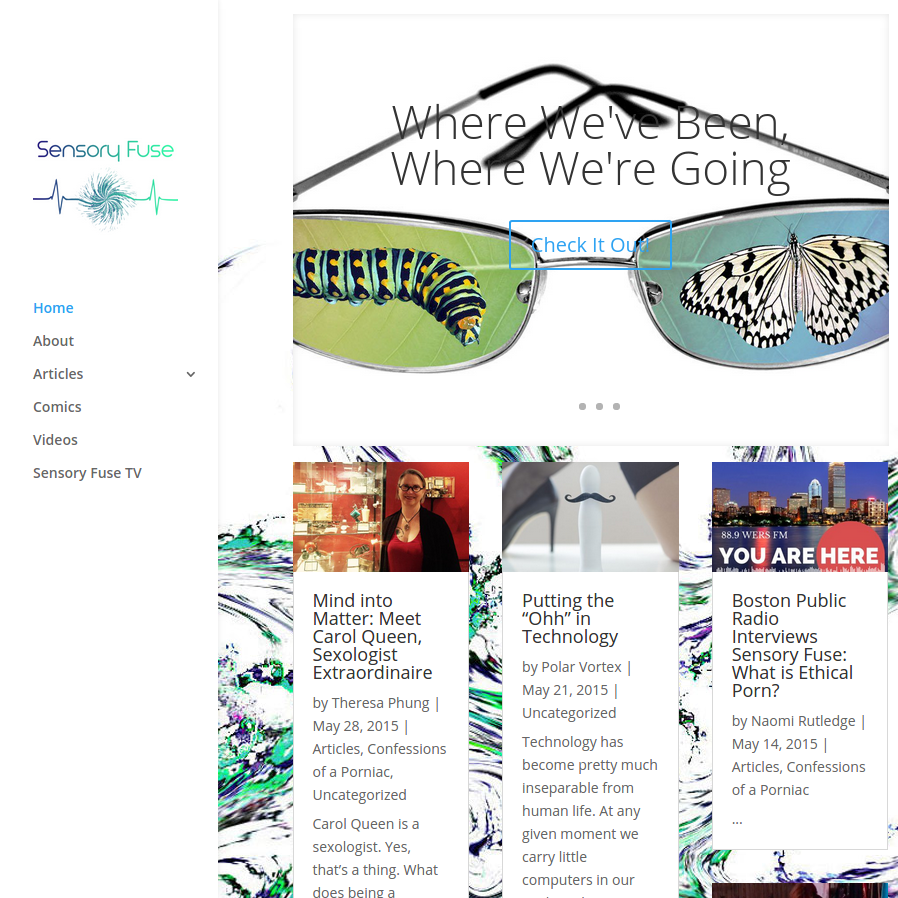 Sensory Fuse
Home
About
Articles
Comics
Videos
Sensory Fuse TV
Where We've Been,
Where We're Going
Check It Out!
Mind into
Matter: Meet
Carol Queen,
Sexologist
Extraordinaire
by Theresa Phung |
May 28, 2015 |
Articles, Confessions
of a Porniac,
Uncategorized
Carol Queen is a
sexologist. Yes,
that’s a thing. What
does being a
Putting the
“Ohh” in
Technology
by Polar Vortex |
May 21, 2015 |
Uncategorized
Technology has
become pretty much
inseparable from
human life. At any
given moment we
carry little
computers in our
88.9 WERS FM
YOU ARE HERE
Boston Public
Radio
Interviews
Sensory Fuse:
What is Ethical
Porn?
by Naomi Rutledge |
May 14, 2015 |
Articles, Confessions
of a Porniac
...